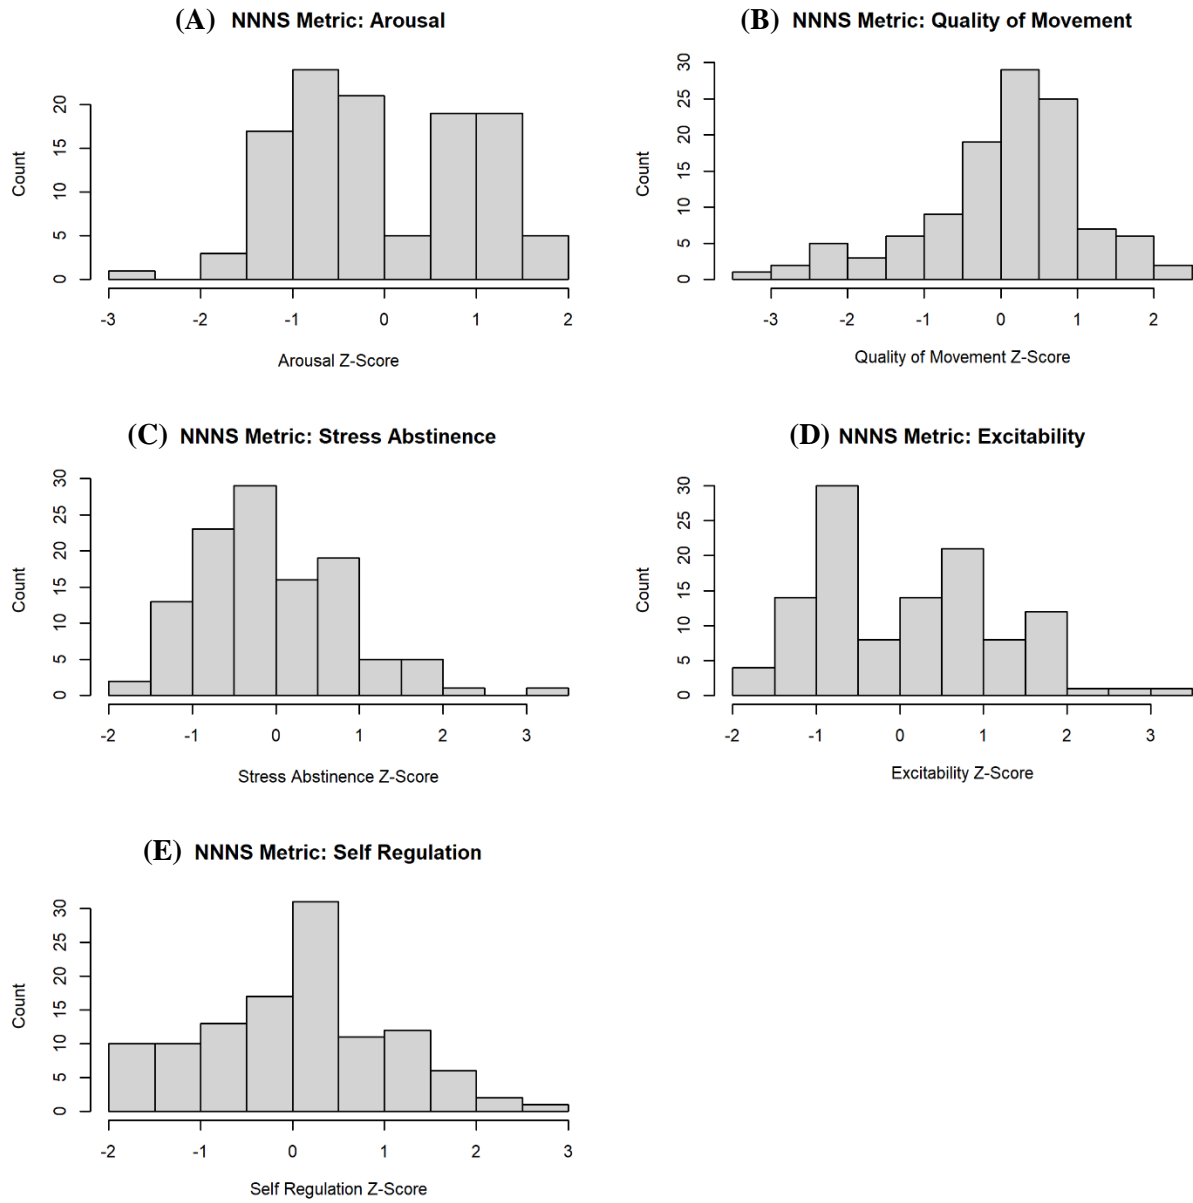 (A) NNNS Metric: Arousal
Count
0 5 10 15 20
-3 -2 -1 0 1 2
Arousal Z-Score
(B) NNNS Metric: Quality of Movement
Count
0 5 10 15 20 25 30
-3 -2 -1 0 1 2
Quality of Movement Z-Score
(C) NNNS Metric: Stress Abstinence
Count
0 5 10 15 20 25 30
-2 -1 0 1 2 3
Stress Abstinence Z-Score
(D) NNNS Metric: Excitability
Count
0 5 10 15 20 25 30
-2 -1 0 1 2 3
Excitability Z-Score
(E) NNNS Metric: Self Regulation
Count
0 5 10 15 20 25 30
-2 -1 0 1 2 3
Self Regulation Z-Score